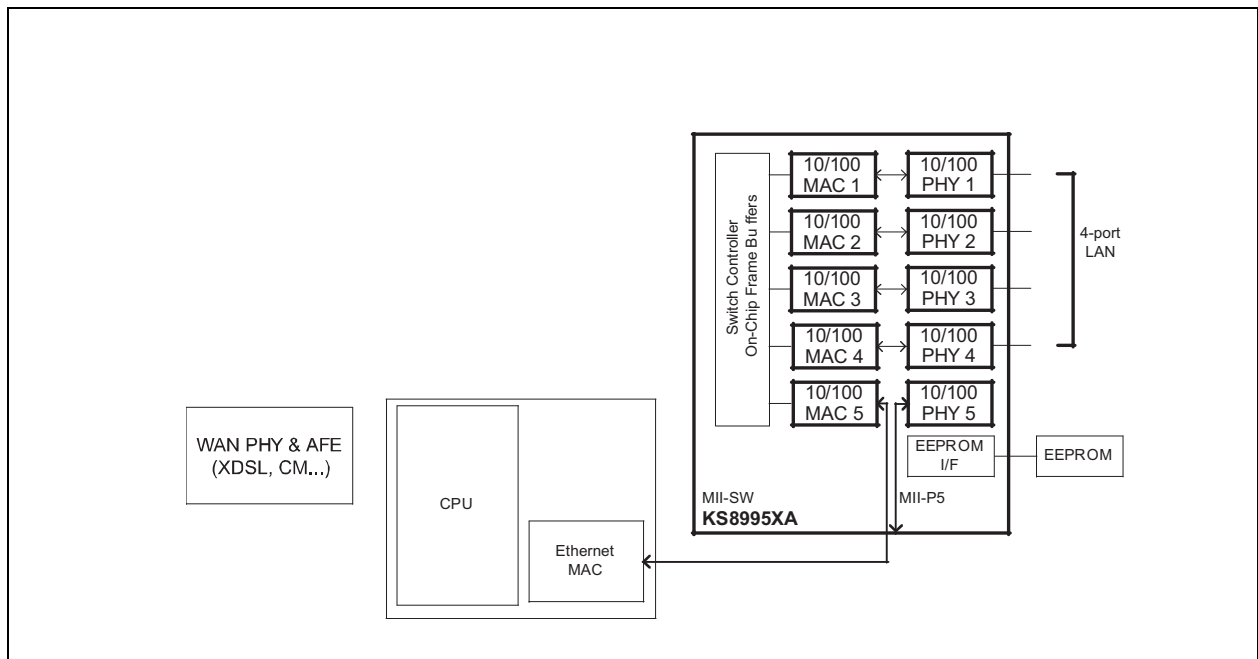 Switch Controller
On-Chip Frame Buffers
10/100
MAC 1
10/100
PHY 1
10/100
MAC 2
10/100
PHY 2
10/100
MAC 3
10/100
PHY 3
10/100
MAC 4
10/100
PHY 4
10/100
MAC 5
10/100
PHY 5
4-port
LAN
EEPROM
I/F
EEPROM
MII-SW
MII-P5
KS8995XA
WAN PHY & AFE
(XDSL, CM...)
CPU
Ethernet
MAC